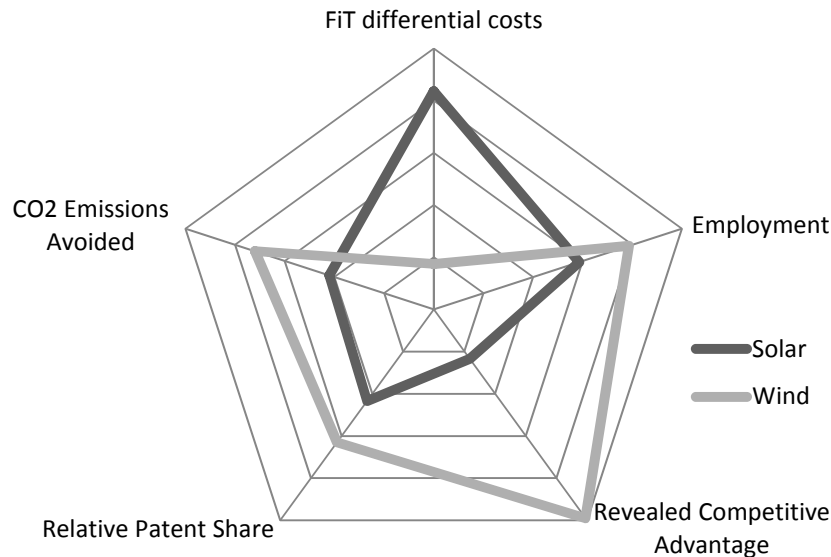 FiT differential costs
CO2 Emissions
Avoided
Employment
Solar
Wind
Relative Patent Share
Revealed Competitive
Advantage